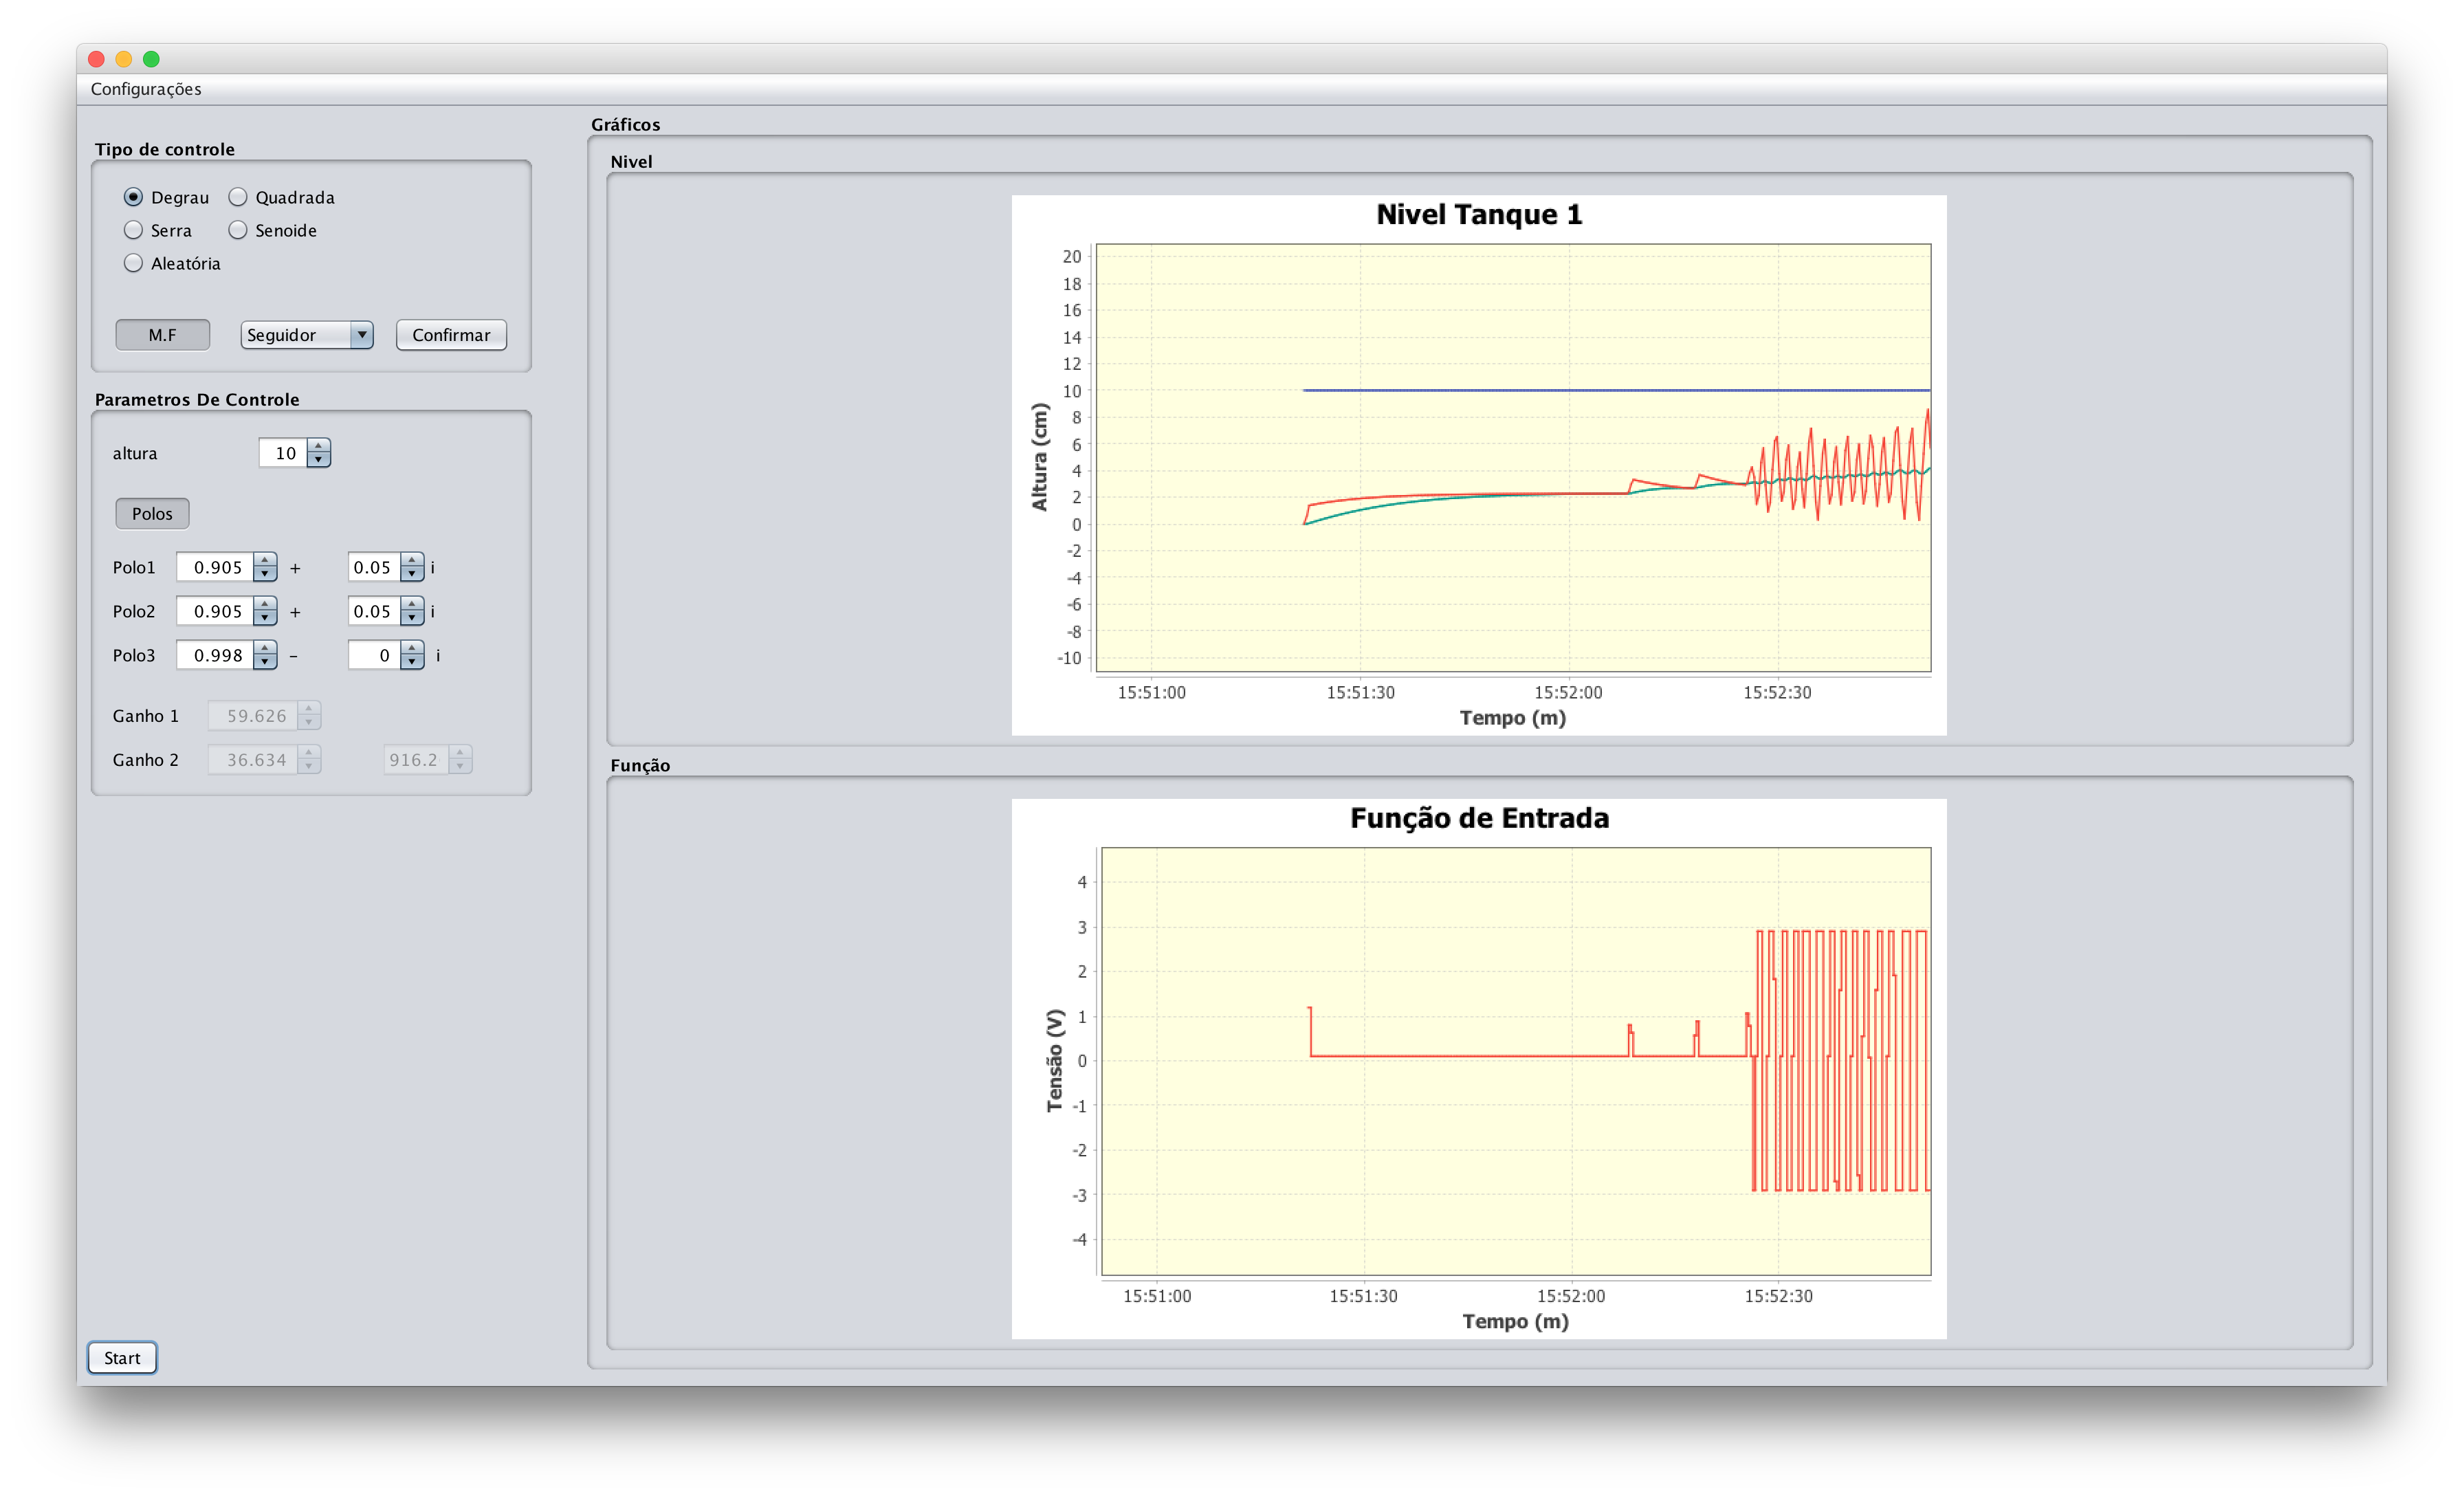 Configurações
Tipo de controle
Degrau Quadrada
Serra Senoide
Aleatória
M.F Seguidor Confirmar
Parametros De Controle
altura 10
Polos
Polo1 0.905 + 0.05 i
Polo2 0.905 + 0.05 i
Polo3 0.998 – 0 i
Ganho 1 59.626
Ganho 2 36.634 916.2
Start
Gráficos
Nivel
Nivel Tanque 1
Altura (cm)
20
18
16
14
12
10
8
6
4
2
0
-2
-4
-6
-8
-10
15:51:00 15:51:30 15:52:00 15:52:30
Tempo (m)
Função
Função de Entrada
Tensão (V)
4
3
2
1
0
-1
-2
-3
-4
15:51:00 15:51:30 15:52:00 15:52:30
Tempo (m)